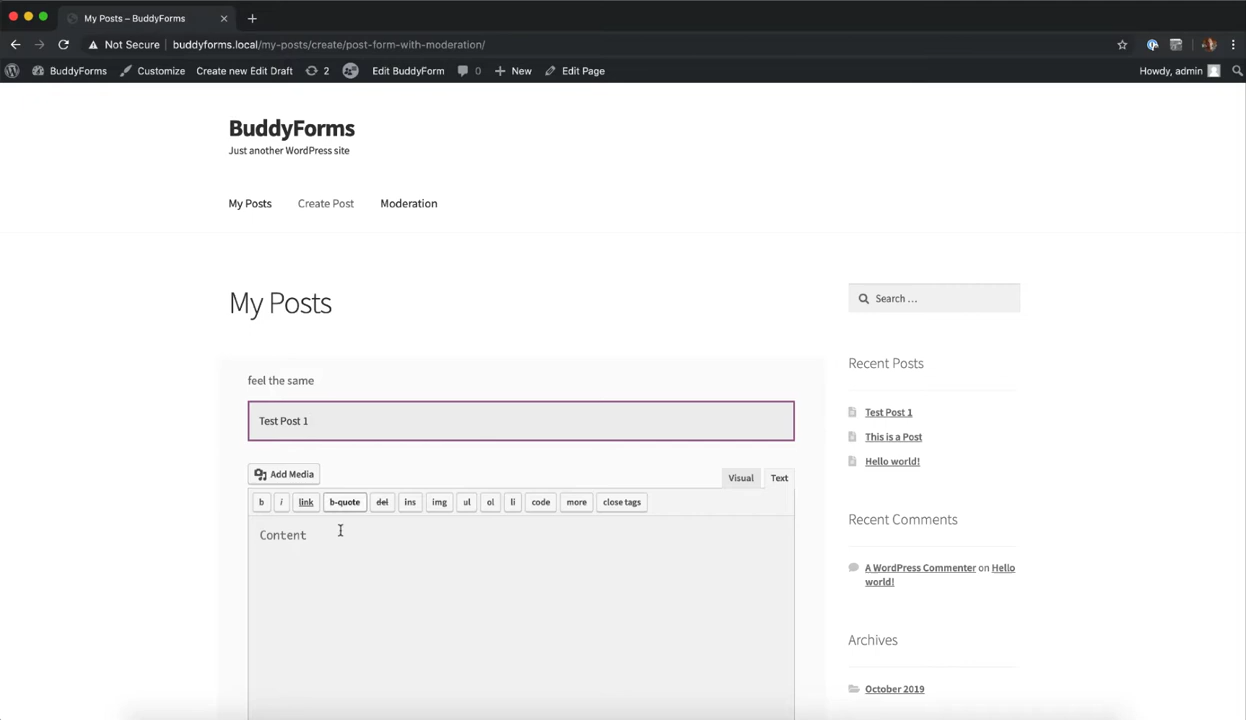 My Posts – BuddyForms
Not Secure buddyforms.local/my-posts/create/post-form-with-moderation/
BuddyForms Customize Create new Edit Draft 2 Edit BuddyForm 0 New Edit Page Howdy, admin
BuddyForms
Just another WordPress site
My Posts Create Post Moderation
My Posts
Search …
feel the same
Test Post 1
Add Media
Visual Text
b i link b-quote del ins img ul ol li code more close tags
Content
Recent Posts
Test Post 1
This is a Post
Hello world!
Recent Comments
A WordPress Commenter on Hello
world!
Archives
October 2019